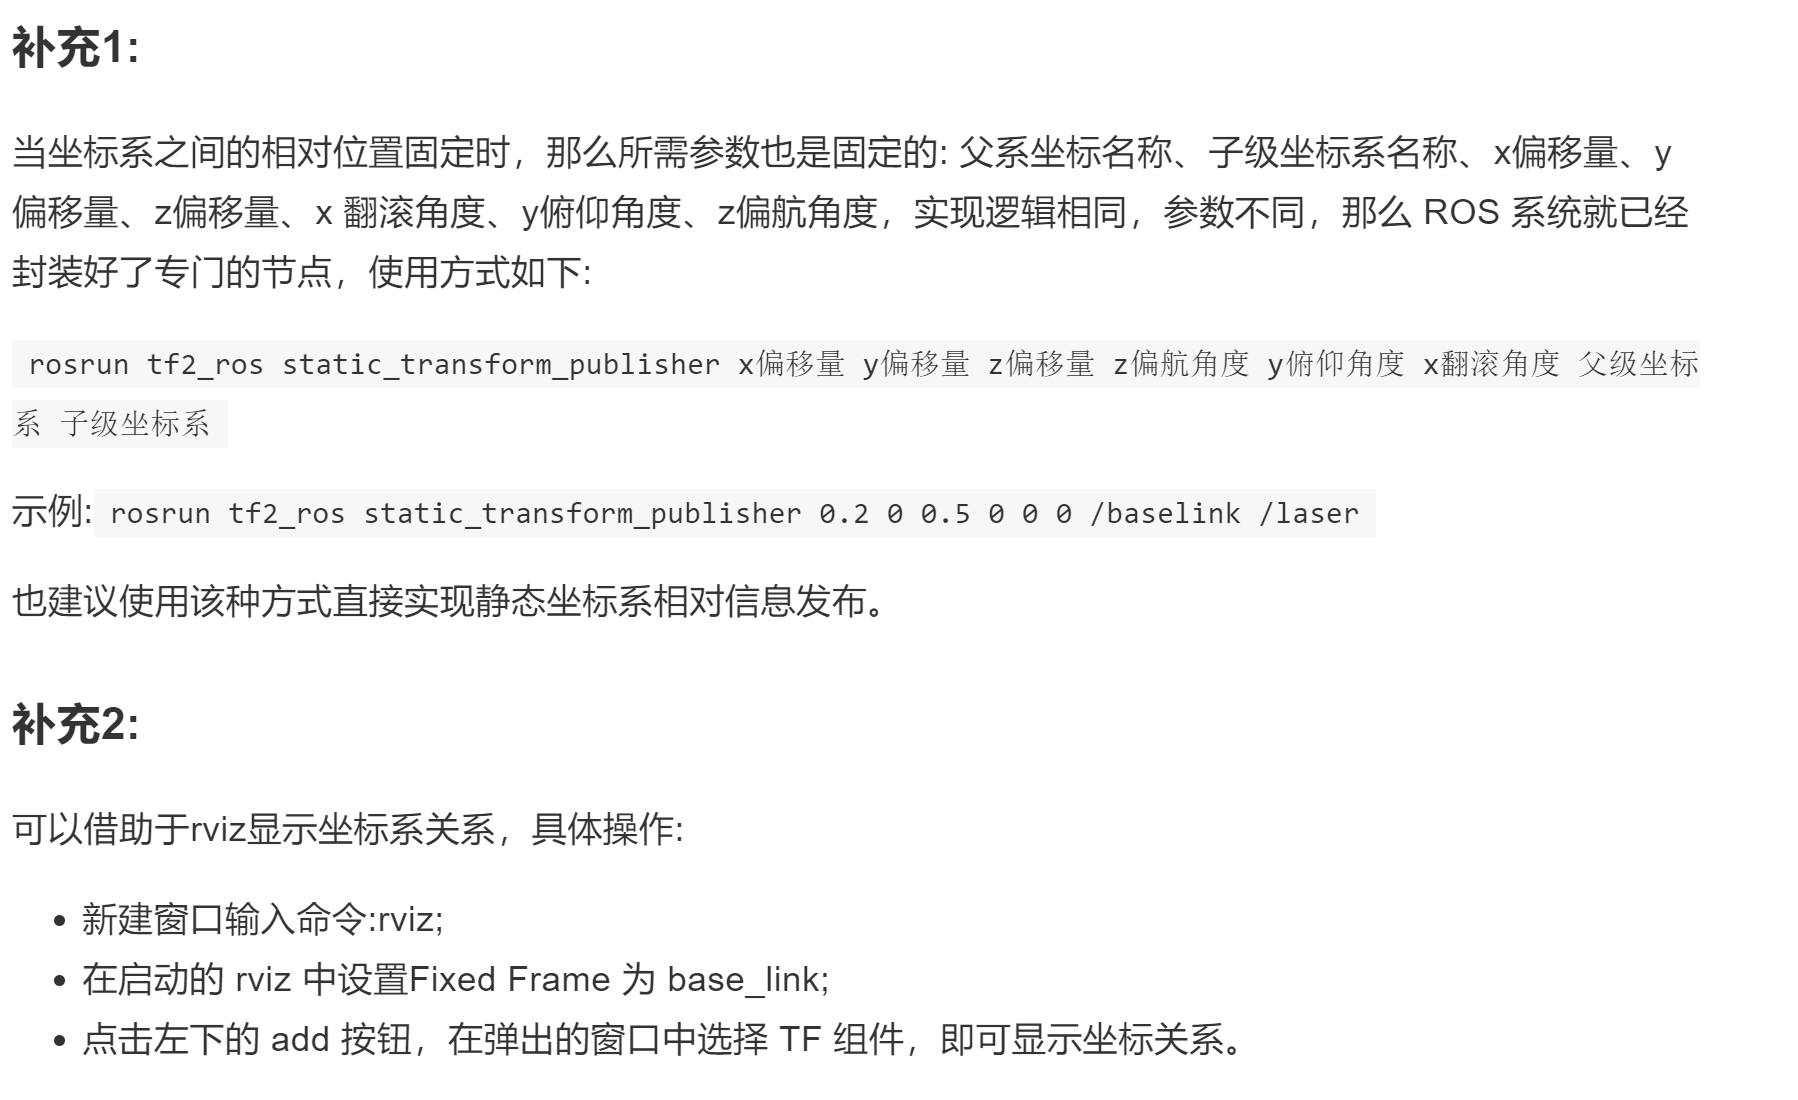 补充1:
当坐标系之间的相对位置固定时，那么所需参数也是固定的: 父系坐标名称、子级坐标系名称、x偏移量、y
偏移量、z偏移量、x 翻滚角度、y俯仰角度、z偏航角度，实现逻辑相同，参数不同，那么 ROS 系统就已经
封装好了专门的节点，使用方式如下:
rosrun tf2_ros static_transform_publisher x偏移量 y偏移量 z偏移量 z偏航角度 y俯仰角度 x翻滚角度 父级坐标
系 子级坐标系
示例: rosrun tf2_ros static_transform_publisher 0.2 0 0.5 0 0 0 /baselink /laser
也建议使用该种方式直接实现静态坐标系相对信息发布。
补充2:
可以借助于rviz显示坐标系关系，具体操作:
• 新建窗口输入命令:rviz;
• 在启动的 rviz 中设置Fixed Frame 为 base_link;
• 点击左下的 add 按钮，在弹出的窗口中选择 TF 组件，即可显示坐标关系。